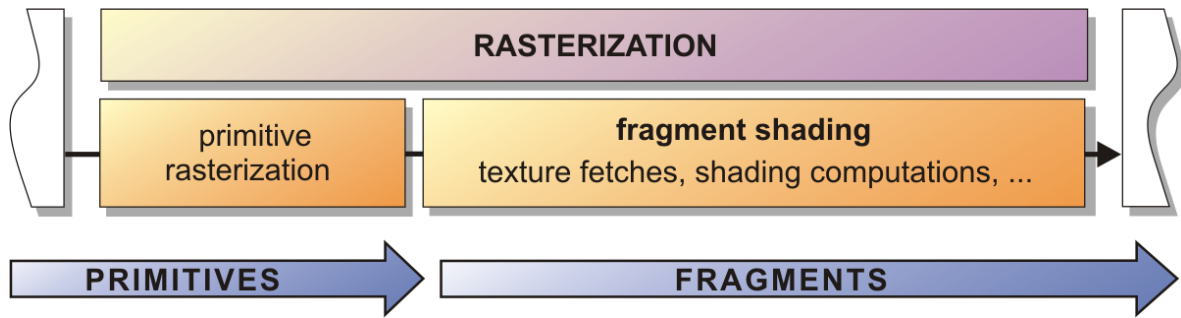 RASTERIZATION
primitive
rasterization
fragment shading
texture fetches, shading computations, ...
PRIMITIVES
FRAGMENTS